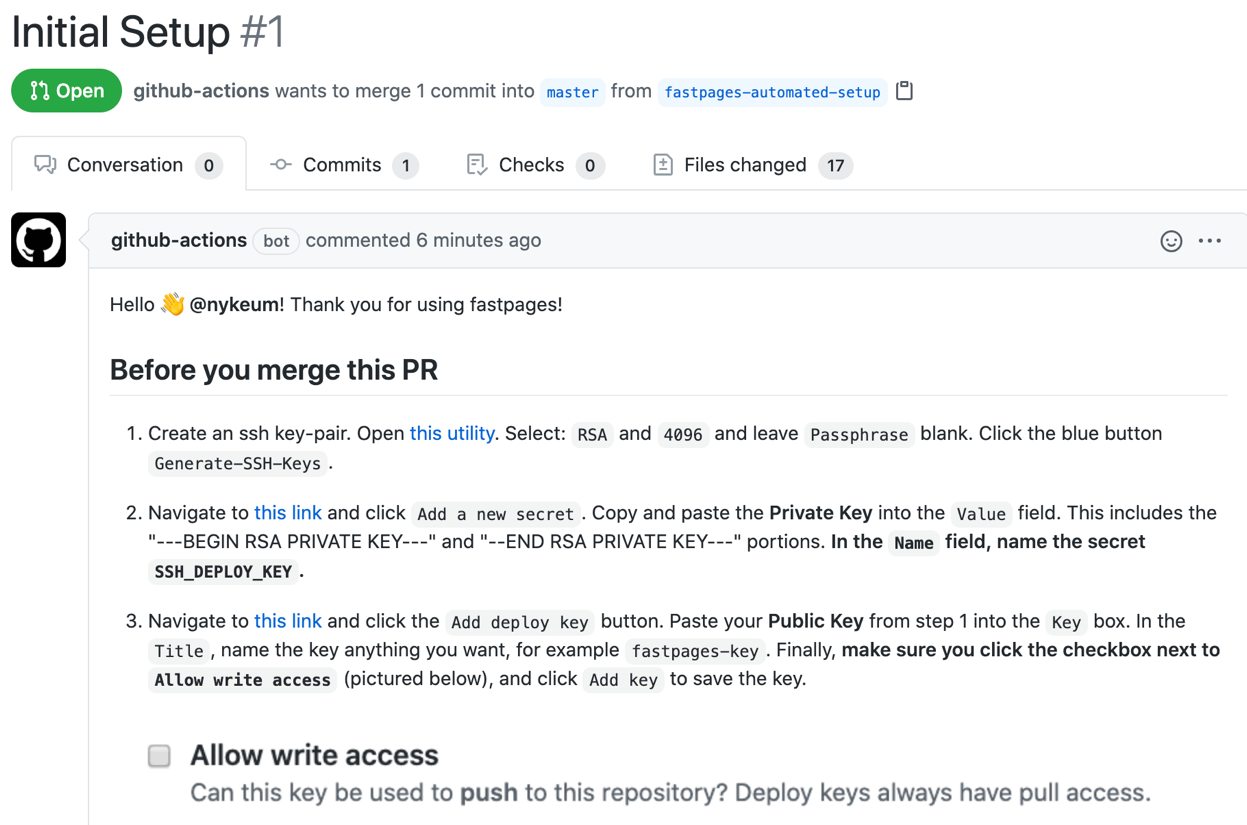 Initial Setup #1
Open github-actions wants to merge 1 commit into master from fastpages-automated-setup
Conversation 0 Commits 1 Checks 0 Files changed 17
github-actions bot commented 6 minutes ago
Hello 👋 @nykeum! Thank you for using fastpages!
Before you merge this PR
1. Create an ssh key-pair. Open this utility. Select: RSA and 4096 and leave Passphrase blank. Click the blue button
Generate-SSH-Keys.
2. Navigate to this link and click Add a new secret. Copy and paste the Private Key into the Value field. This includes the
"---BEGIN RSA PRIVATE KEY---" and "--END RSA PRIVATE KEY---" portions. In the Name field, name the secret
SSH_DEPLOY_KEY.
3. Navigate to this link and click the Add deploy key button. Paste your Public Key from step 1 into the Key box. In the
Title, name the key anything you want, for example fastpages-key. Finally, make sure you click the checkbox next to
Allow write access (pictured below), and click Add key to save the key.
Allow write access
Can this key be used to push to this repository? Deploy keys always have pull access.